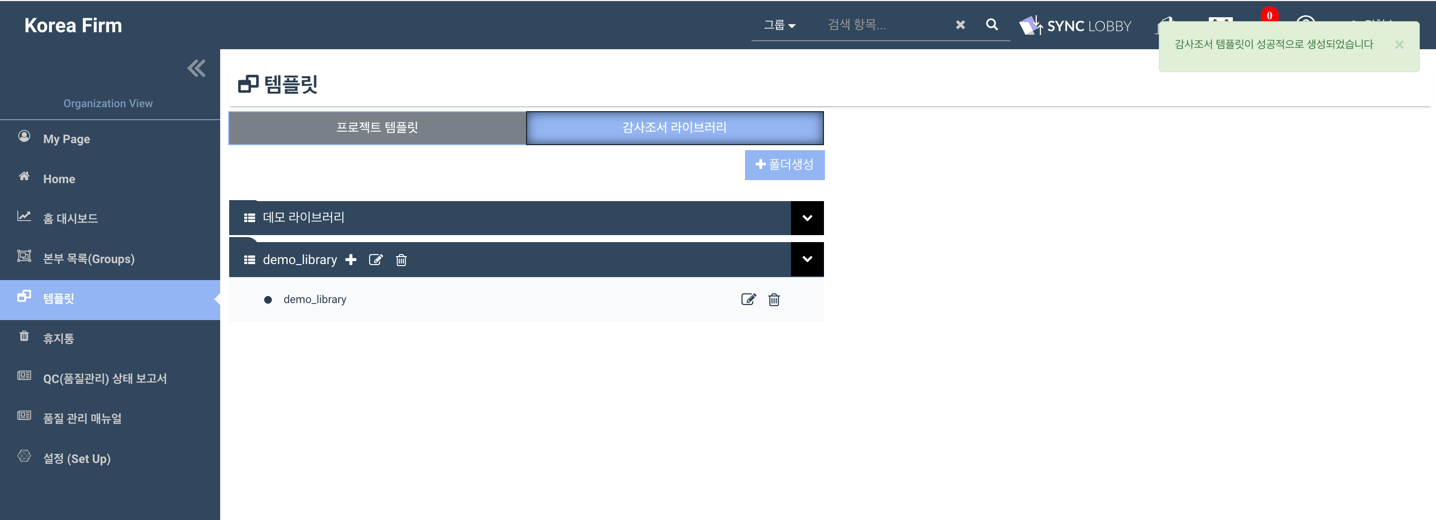 Korea Firm
그룹
검색 항목...
SYNC LOBBY
0
감사조서 템플릿이 성공적으로 생성되었습니다
Organization View
My Page
Home
홈 대시보드
본부 목록(Groups)
템플릿
휴지통
QC(품질관리) 상태 보고서
품질 관리 매뉴얼
설정 (Set Up)
템플릿
프로젝트 템플릿
감사조서 라이브러리
폴더생성
데모 라이브러리
demo_library
demo_library